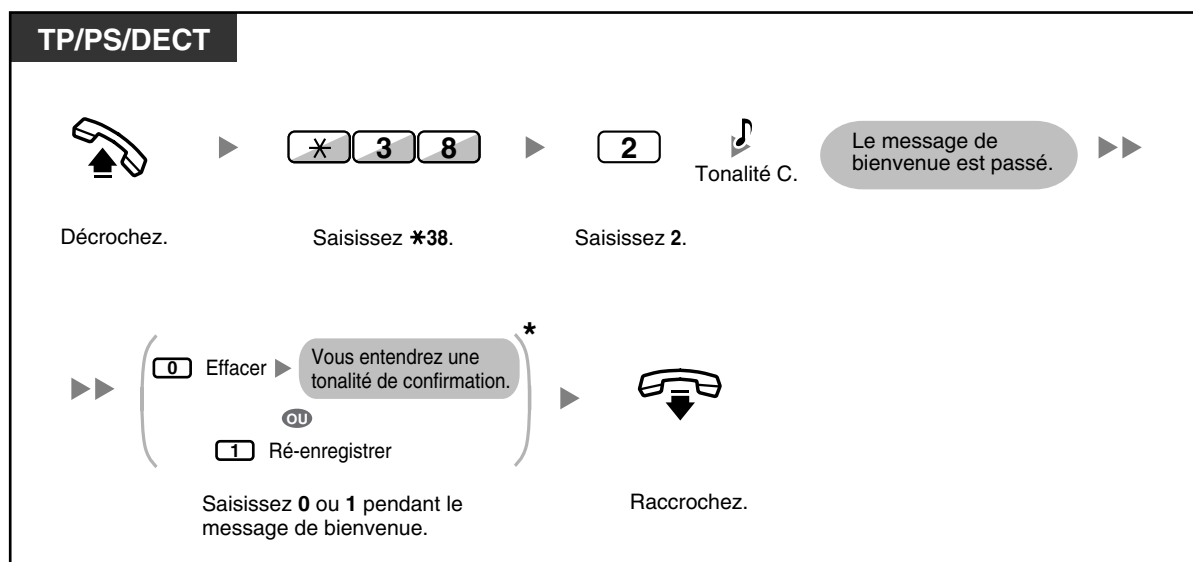 TP/PS/DECT
✳ 3 8
2
Tonalité C.
Le message de
bienvenue est passé.
Décrochez.
Saisissez ✳38.
Saisissez 2.
*
0 Effacer
Vous entendrez une
tonalité de confirmation.
OU
1 Ré-enregistrer
Saisissez 0 ou 1 pendant le
message de bienvenue.
Raccrochez.